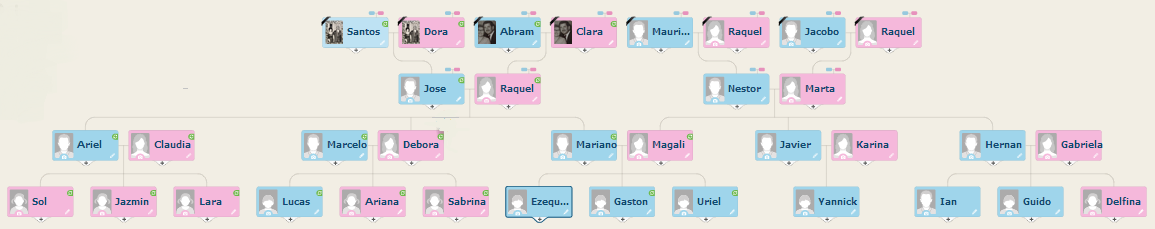 Santos Dora Abram Clara Mauri... Raquel Jacobo Raquel
Jose Raquel Nestor Marta
Ariel Claudia Marcelo Debora Mariano Magali Javier Karina Hernan Gabriela
Sol Jazmin Lara Lucas Ariana Sabrina Ezequ... Gaston Uriel Yannick Ian Guido Delfina